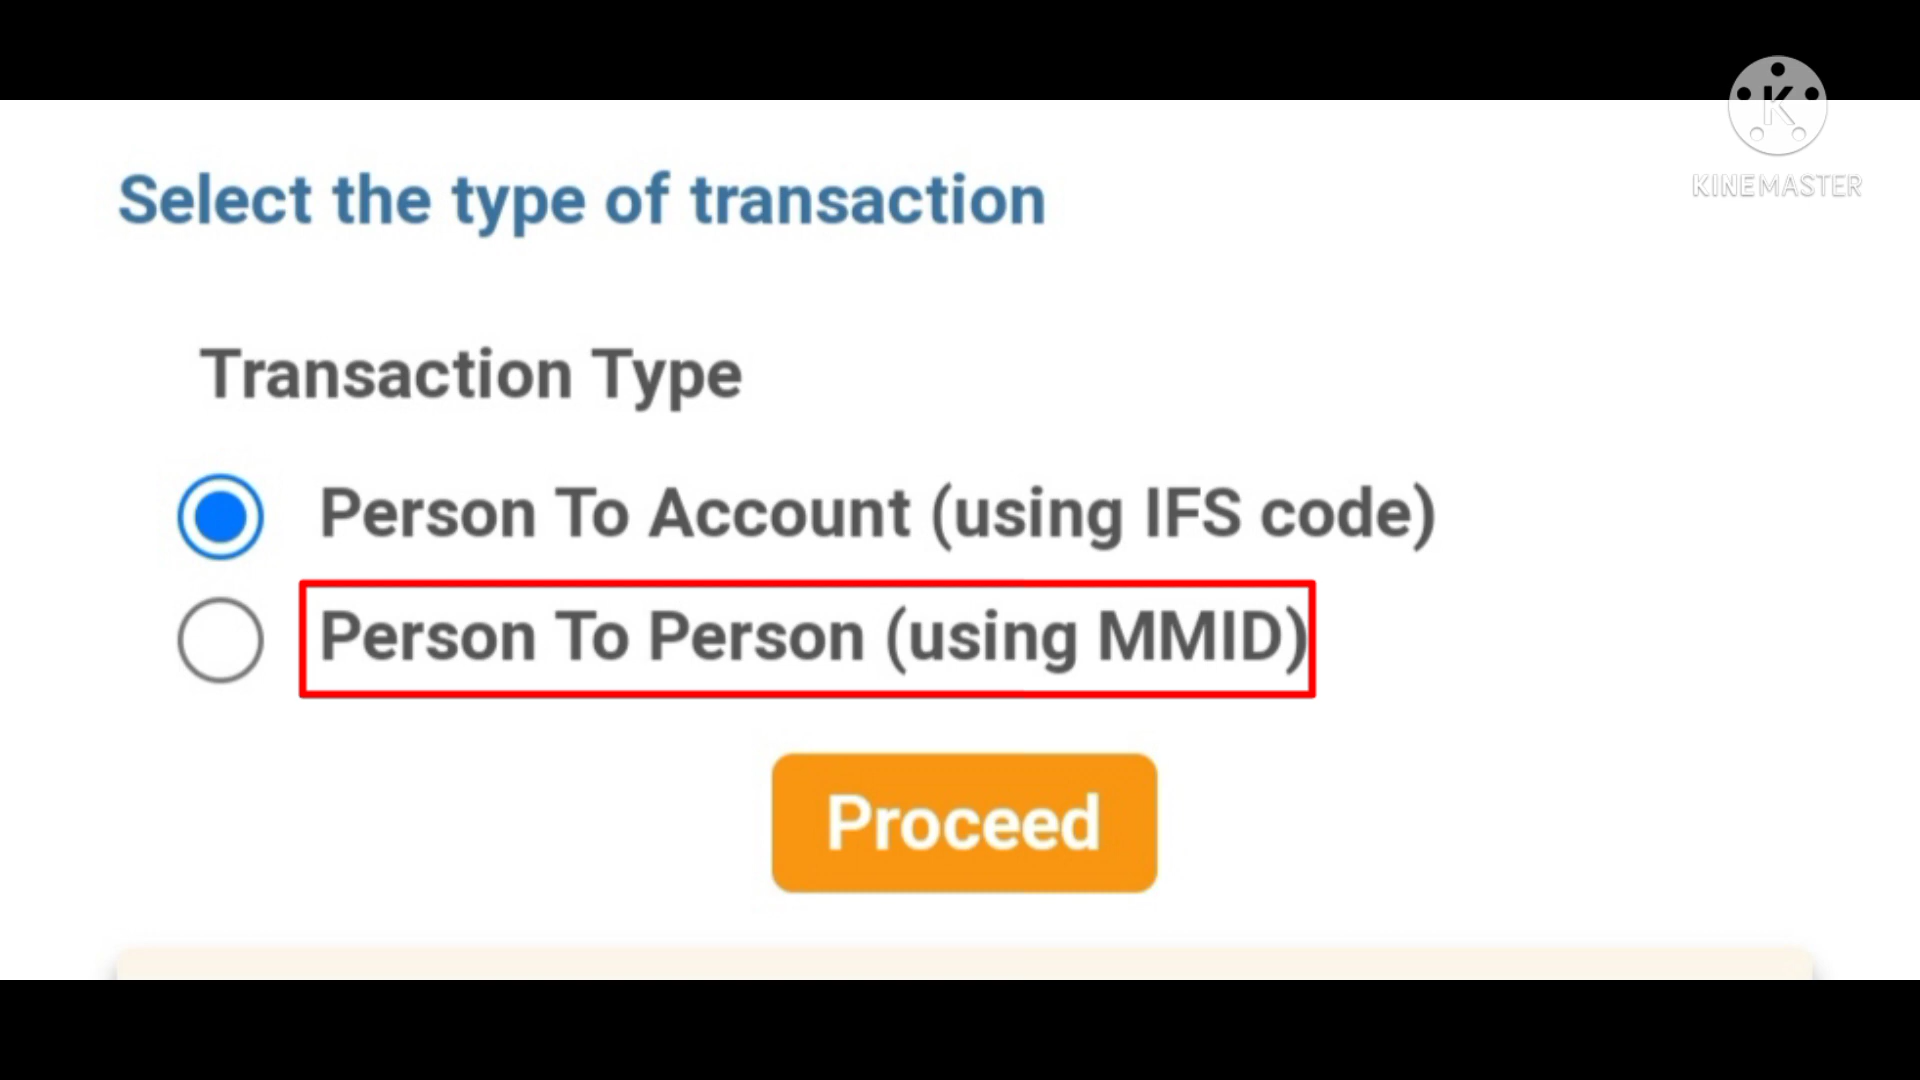 K
KINEMASTER
Select the type of transaction
Transaction Type
Person To Account (using IFS code)
Person To Person (using MMID)
Proceed